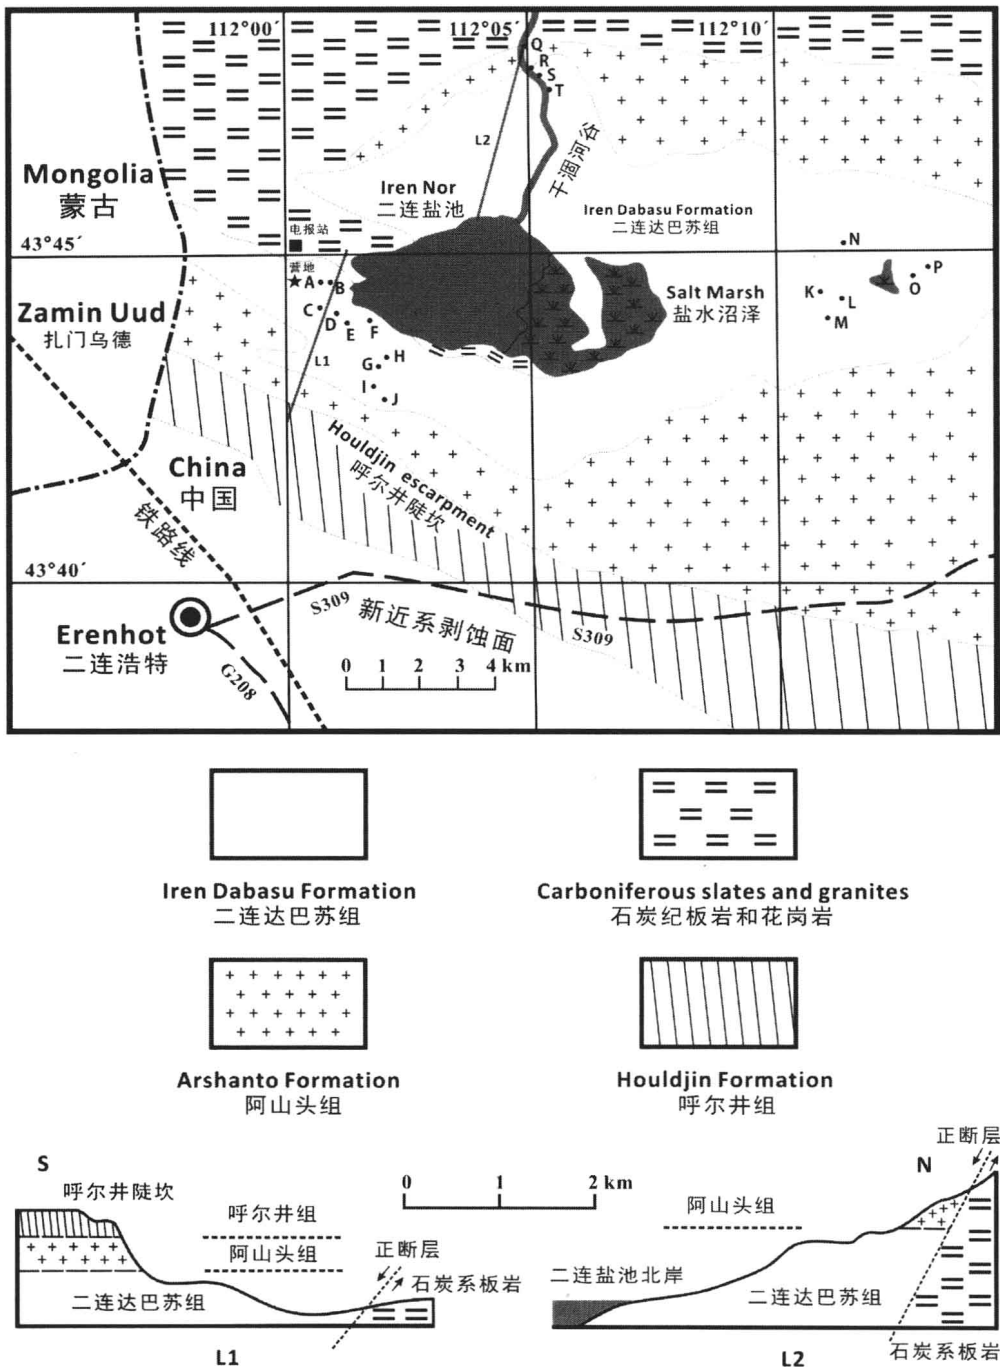 112°00´
112°05´
112°10´
Q
R
S
T
L2
干涸河谷
Mongolia
蒙古
Iren Nor
二连盐池
Iren Dabasu Formation
二连达巴苏组
电报站
43°45´
N
营地
A
B
P
O
K
L
M
C
D
E
F
Salt Marsh
盐水沼泽
Zamin Uud
扎门乌德
L1
G
H
I
J
Houldjin escarpment
呼尔井陡坎
China
中国
铁路线
43°40´
S309
新近系剥蚀面
S309
Erenhot
二连浩特
G208
0 1 2 3 4 km
Iren Dabasu Formation
二连达巴苏组
Carboniferous slates and granites
石炭纪板岩和花岗岩
Arshanto Formation
阿山头组
Houldjin Formation
呼尔井组
S
呼尔井陡坎
呼尔井组
阿山头组
正断层
石炭系板岩
二连达巴苏组
L1
0 1 2 km
N
正断层
阿山头组
二连盐池北岸
二连达巴苏组
石炭系板岩
L2